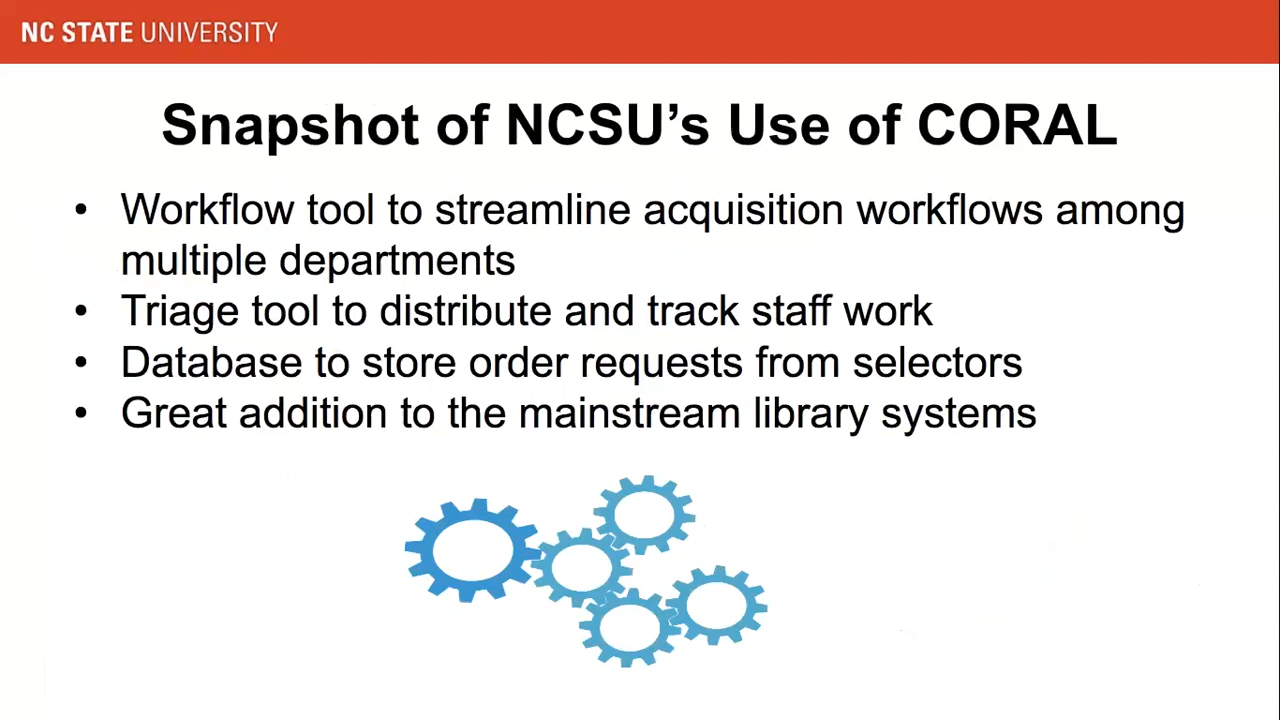 NC STATE UNIVERSITY
Snapshot of NCSU’s Use of CORAL
• Workflow tool to streamline acquisition workflows among
multiple departments
• Triage tool to distribute and track staff work
• Database to store order requests from selectors
• Great addition to the mainstream library systems